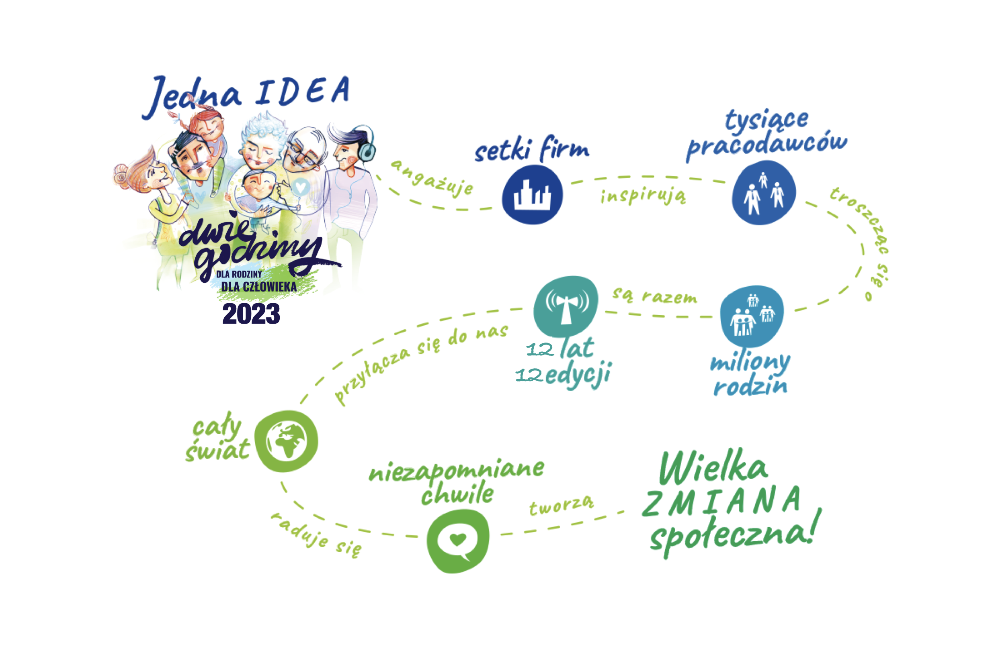 Jedna IDEA
dwie
godziny
DLA RODZINY
DLA CZŁOWIEKA
2023
angażuje
setki firm
inspirują
tysiące
pracodawców
troszcząc się o
miliony
rodzin
są razem
12 lat
12 edycji
przyłącza się do nas
cały
świat
raduje się
niezapomniane
chwile
tworzą
Wielka
ZMIANA
społeczna!